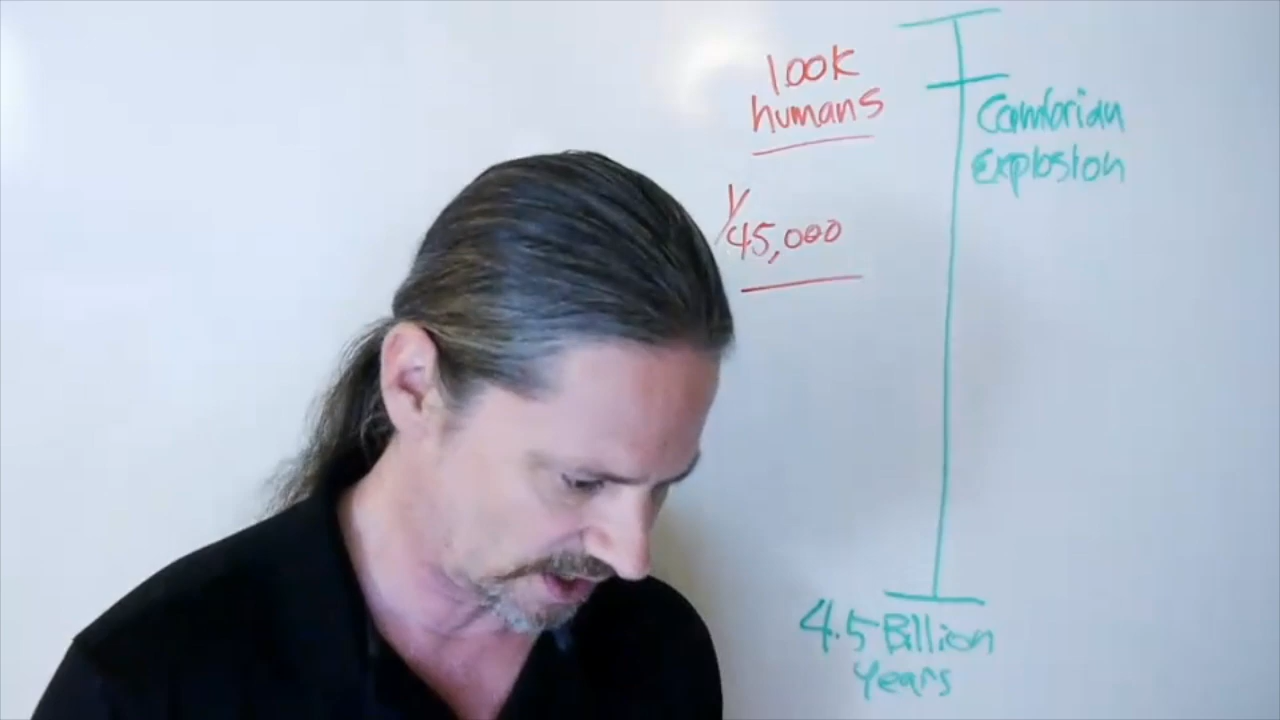 100K
humans
1/45,000
Cambrian
Explosion
4.5 Billion
Years